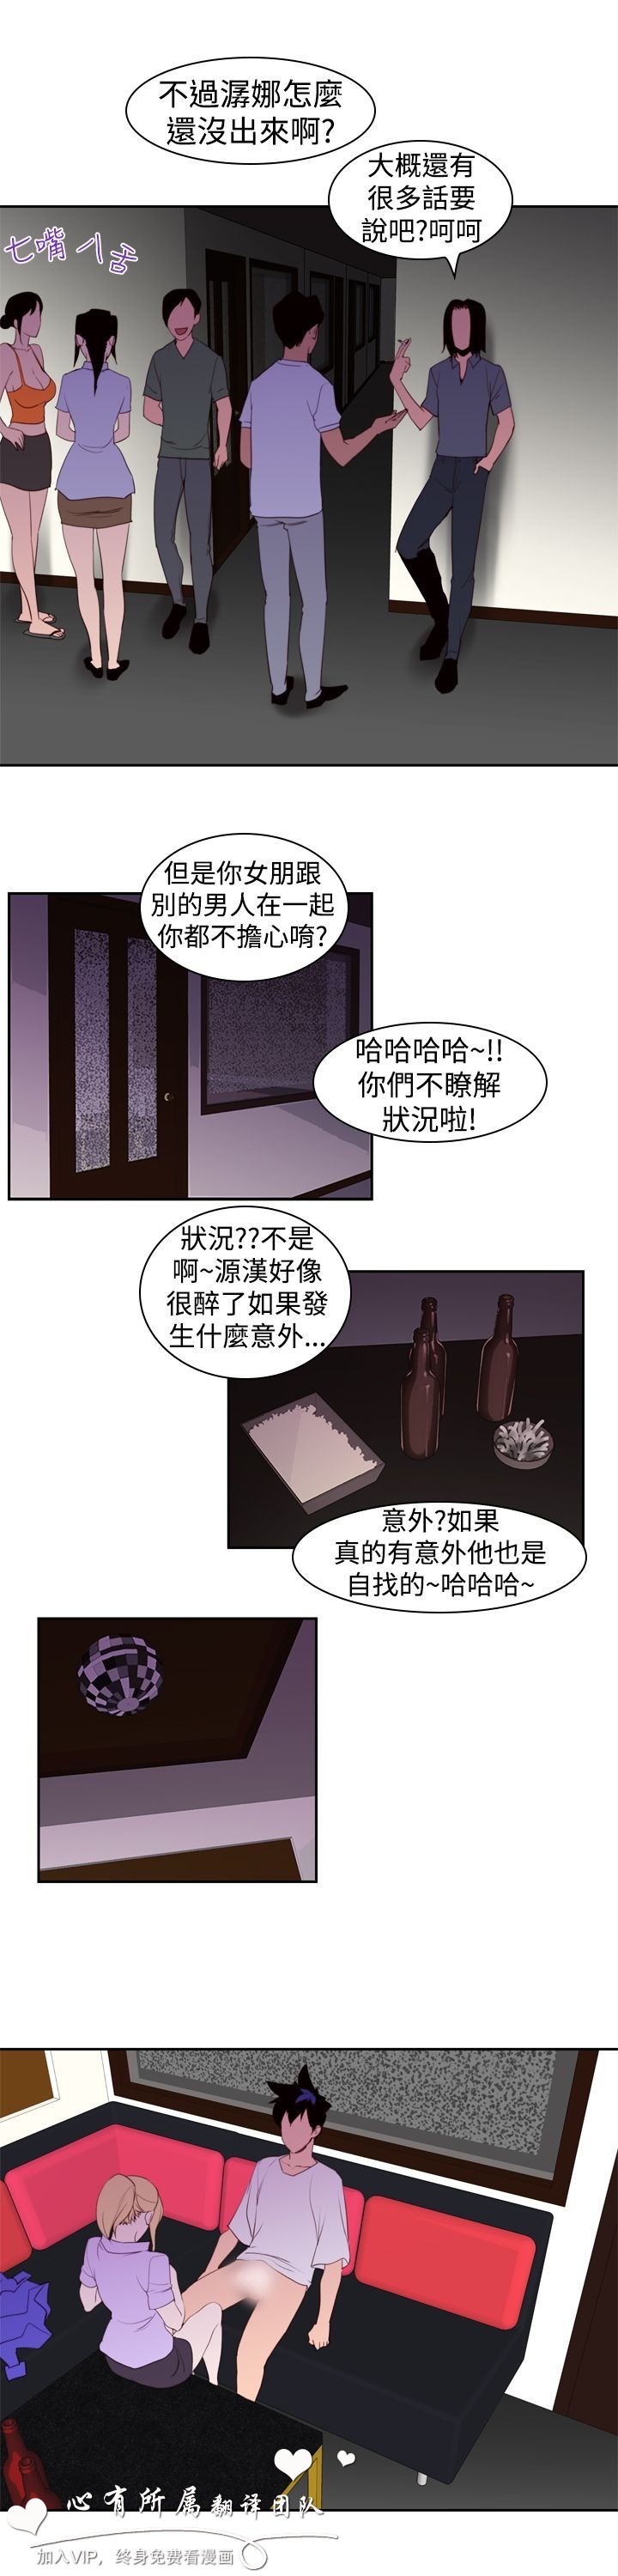 不過潺娜怎麼
還沒出來啊?
大概還有
很多話要
說吧?呵呵
七嘴 八舌
但是你女朋跟
別的男人在一起
你都不擔心唷?
哈哈哈哈~!!
你們不瞭解
狀況啦!
狀況??不是
啊~源漢好像
很醉了如果發
生什麼意外...
意外?如果
真的有意外他也是
自找的~哈哈哈~
心有所属翻译团队
加入VIP，终身免费看漫画